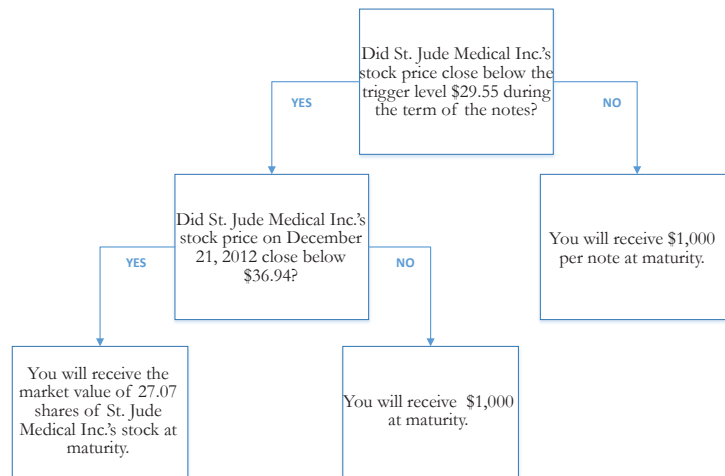 Did St. Jude Medical Inc.'s
stock price close below the
trigger level $29.55 during
the term of the notes?
YES
NO
Did St. Jude Medical Inc.'s
stock price on December
21, 2012 close below
$36.94?
You will receive $1,000
per note at maturity.
YES
NO
You will receive the
market value of 27.07
shares of St. Jude
Medical Inc.'s stock at
maturity.
You will receive $1,000
at maturity.